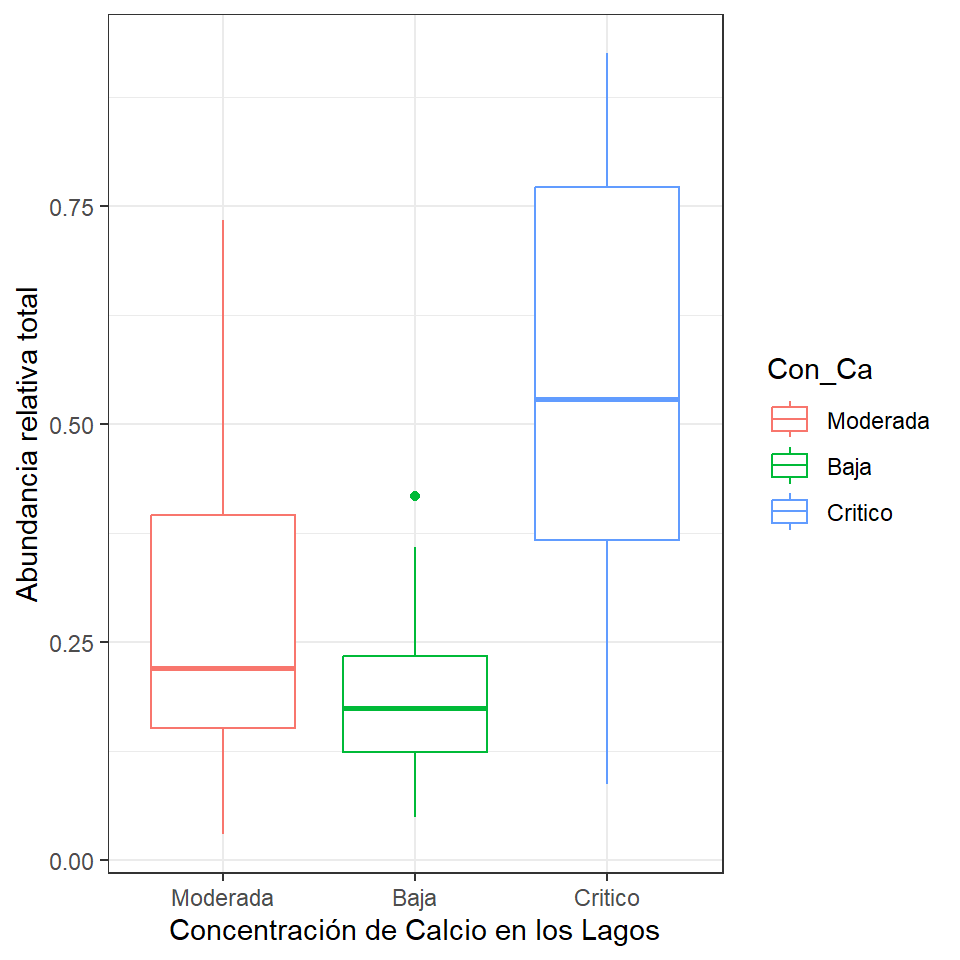 Abundancia relativa total
0.75
0.50
0.25
0.00
Moderada Baja Critico
Concentración de Calcio en los Lagos
Con_Ca
Moderada
Baja
Critico